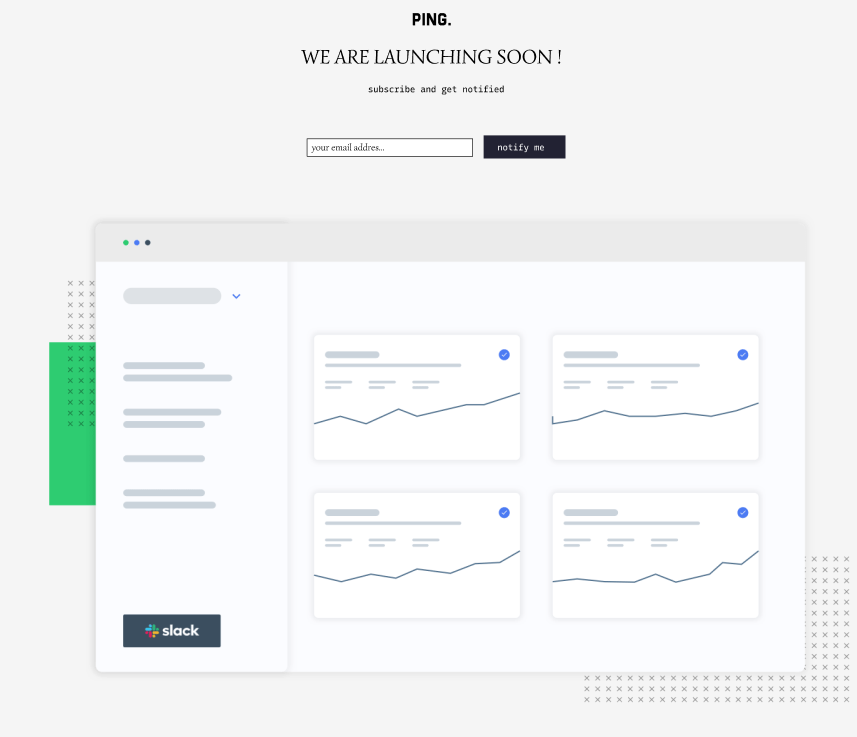 PING.
WE ARE LAUNCHING SOON !
subscribe and get notified
your email addres...
notify me
slack